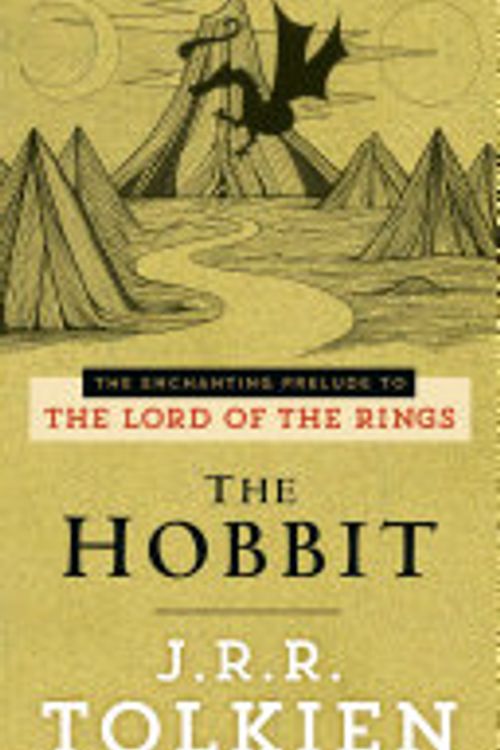 THE ENCHANTING PRELUDE TO
THE LORD OF THE RINGS
THE
HOBBIT
J.R.R.
TOLKIEN